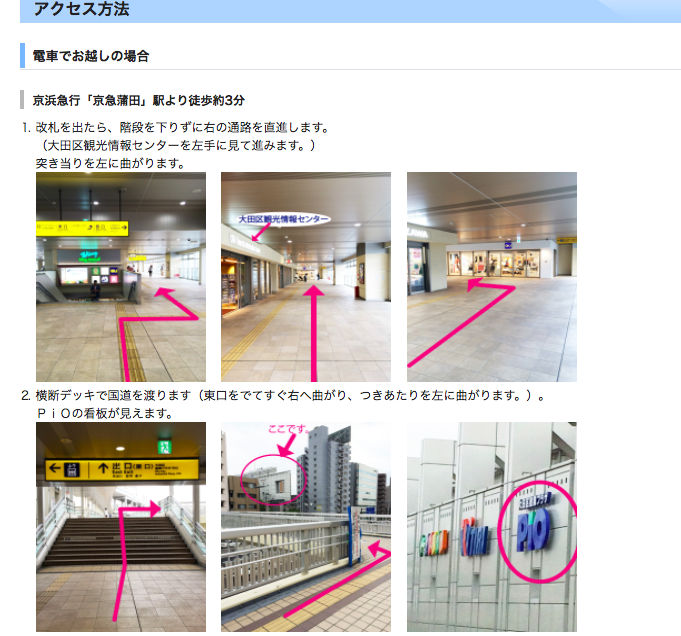 アクセス方法
電車でお越しの場合
京浜急行「京急蒲田」駅より徒歩約3分
1. 改札を出たら、階段を下りずに右の通路を直進します。
（大田区観光情報センターを左手に見て進みます。）
突き当りを左に曲がります。
大田区観光情報センター
2. 横断デッキで国道を渡ります（東口をでてすぐ右へ曲がり、つきあたりを左に曲がります。）。
ＰｉＯの看板が見えます。
出口(東口)
ここです。
PiO